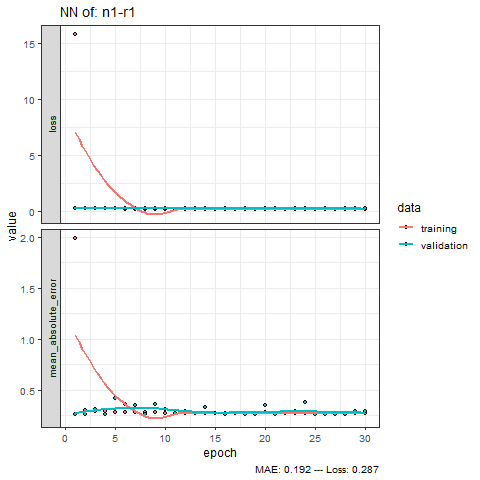 NN of: n1-r1
15
10
5
0
loss
2.0
1.5
1.0
0.5
mean_absolute_error
value
0 5 10 15 20 25 30
epoch
data
training
validation
MAE: 0.192 --- Loss: 0.287